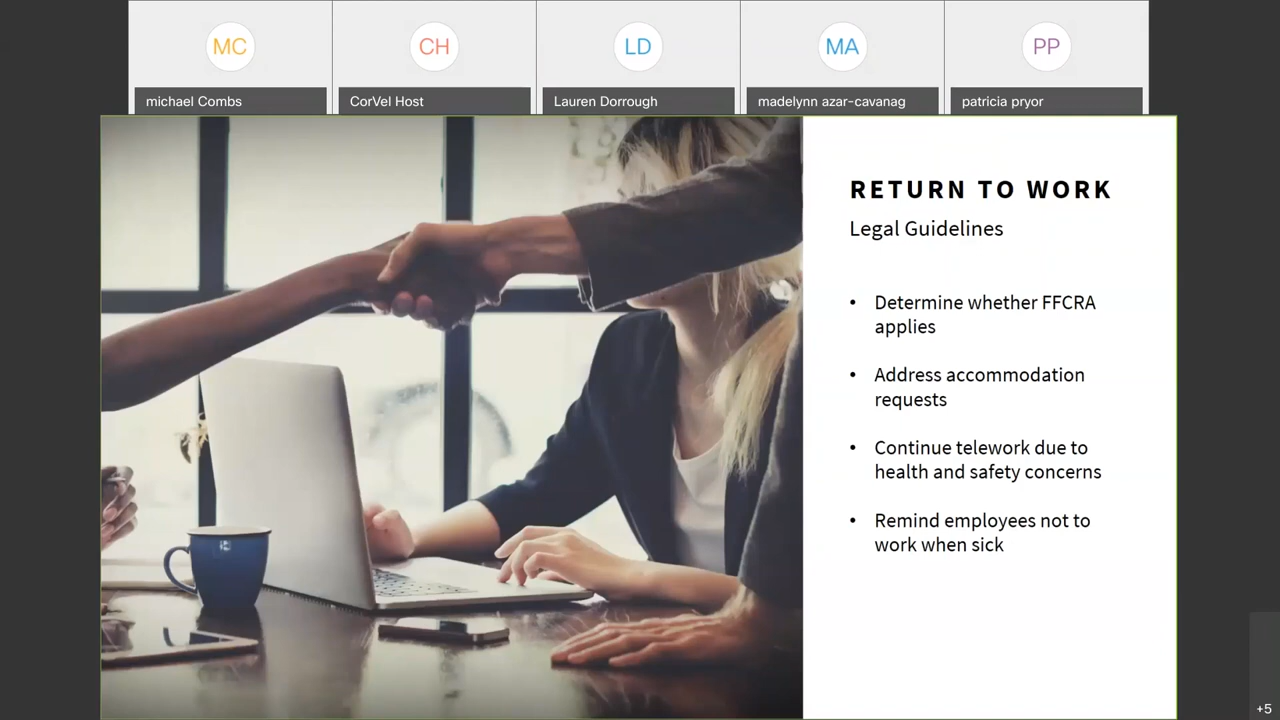 MC
CH
LD
MA
PP
michael Combs
CorVel Host
Lauren Dorrough
madelynn azar-cavanag
patricia pryor
RETURN TO WORK
Legal Guidelines
• Determine whether FFCRA
applies
• Address accommodation
requests
• Continue telework due to
health and safety concerns
• Remind employees not to
work when sick
+5